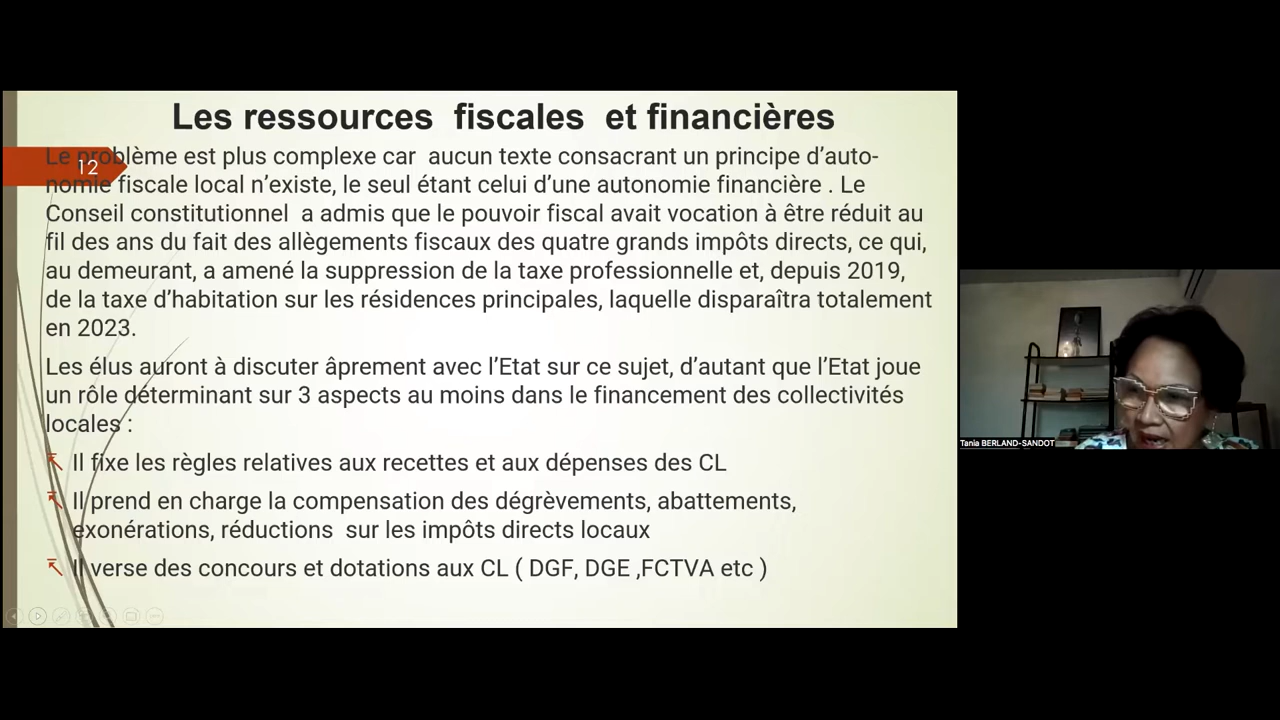 Les ressources fiscales et financières
12
Le problème est plus complexe car aucun texte consacrant un principe d'auto-
nomie fiscale local n'existe, le seul étant celui d'une autonomie financière . Le
Conseil constitutionnel a admis que le pouvoir fiscal avait vocation à être réduit au
fil des ans du fait des allègements fiscaux des quatre grands impôts directs, ce qui,
au demeurant, a amené la suppression de la taxe professionnelle et, depuis 2019,
de la taxe d'habitation sur les résidences principales, laquelle disparaîtra totalement
en 2023.
Les élus auront à discuter âprement avec l'Etat sur ce sujet, d'autant que l'Etat joue
un rôle déterminant sur 3 aspects au moins dans le financement des collectivités
locales :
Il fixe les règles relatives aux recettes et aux dépenses des CL
Il prend en charge la compensation des dégrèvements, abattements,
exonérations, réductions sur les impôts directs locaux
Il verse des concours et dotations aux CL ( DGF, DGE ,FCTVA etc )
Tania BERLAND-SANDOT